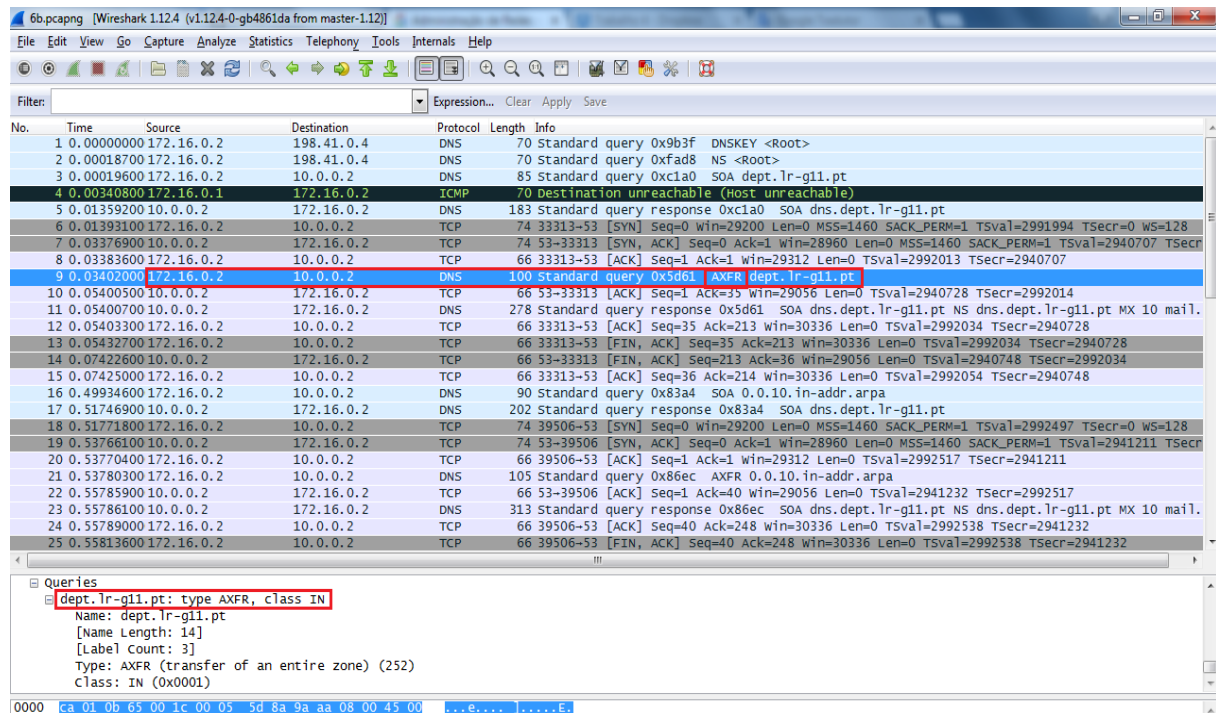 6b.pcapng [Wireshark 1.12.4 (v1.12.4-0-gb4861da from master-1.12)]
File Edit View Go Capture Analyze Statistics Telephony Tools Internals Help
Filter: Expression... Clear Apply Save
No. Time Source Destination Protocol Length Info
1 0.00000000 172.16.0.2 198.41.0.4 DNS 70 Standard query 0x9b3f DNSKEY <Root>
2 0.00018700 172.16.0.2 198.41.0.4 DNS 70 Standard query 0xfad8 NS <Root>
3 0.00019600 172.16.0.2 10.0.0.2 DNS 85 Standard query 0xc1a0 SOA dept.lr-g11.pt
4 0.00340800 172.16.0.1 172.16.0.2 ICMP 70 Destination unreachable (Host unreachable)
5 0.01359200 10.0.0.2 172.16.0.2 DNS 183 Standard query response 0xc1a0 SOA dns.dept.lr-g11.pt
6 0.01393100 172.16.0.2 10.0.0.2 TCP 74 33313→53 [SYN] Seq=0 Win=29200 Len=0 MSS=1460 SACK_PERM=1 TSval=2991994 TSecr=0 WS=128
7 0.03376900 10.0.0.2 172.16.0.2 TCP 74 53→33313 [SYN, ACK] Seq=0 Ack=1 Win=28960 Len=0 MSS=1460 SACK_PERM=1 TSval=2940707 TSecr
8 0.03383600 172.16.0.2 10.0.0.2 TCP 66 33313→53 [ACK] Seq=1 Ack=1 Win=29312 Len=0 TSval=2992013 TSecr=2940707
9 0.03402000 172.16.0.2 10.0.0.2 DNS 100 Standard query 0x5d61 AXFR dept.lr-g11.pt
10 0.05400500 10.0.0.2 172.16.0.2 TCP 66 53→33313 [ACK] Seq=1 Ack=35 Win=29056 Len=0 TSval=2940728 TSecr=2992014
11 0.05400700 10.0.0.2 172.16.0.2 DNS 278 Standard query response 0x5d61 SOA dns.dept.lr-g11.pt NS dns.dept.lr-g11.pt MX 10 mail.
12 0.05403300 172.16.0.2 10.0.0.2 TCP 66 33313→53 [ACK] Seq=35 Ack=213 Win=30336 Len=0 TSval=2992034 TSecr=2940728
13 0.05432700 172.16.0.2 10.0.0.2 TCP 66 33313→53 [FIN, ACK] Seq=35 Ack=213 Win=30336 Len=0 TSval=2992034 TSecr=2940728
14 0.07422600 10.0.0.2 172.16.0.2 TCP 66 53→33313 [FIN, ACK] Seq=213 Ack=36 Win=29056 Len=0 TSval=2940748 TSecr=2992034
15 0.07425000 172.16.0.2 10.0.0.2 TCP 66 33313→53 [ACK] Seq=36 Ack=214 Win=30336 Len=0 TSval=2992054 TSecr=2940748
16 0.49934600 172.16.0.2 10.0.0.2 DNS 90 Standard query 0x83a4 SOA 0.0.10.in-addr.arpa
17 0.51746900 10.0.0.2 172.16.0.2 DNS 202 Standard query response 0x83a4 SOA dns.dept.lr-g11.pt
18 0.51771800 172.16.0.2 10.0.0.2 TCP 74 39506→53 [SYN] Seq=0 Win=29200 Len=0 MSS=1460 SACK_PERM=1 TSval=2992497 TSecr=0 WS=128
19 0.53766100 10.0.0.2 172.16.0.2 TCP 74 53→39506 [SYN, ACK] Seq=0 Ack=1 Win=28960 Len=0 MSS=1460 SACK_PERM=1 TSval=2941211 TSecr
20 0.53770400 172.16.0.2 10.0.0.2 TCP 66 39506→53 [ACK] Seq=1 Ack=1 Win=29312 Len=0 TSval=2992517 TSecr=2941211
21 0.53780300 172.16.0.2 10.0.0.2 DNS 105 Standard query 0x86ec AXFR 0.0.10.in-addr.arpa
22 0.55785900 10.0.0.2 172.16.0.2 TCP 66 53→39506 [ACK] Seq=1 Ack=40 Win=29056 Len=0 TSval=2941232 TSecr=2992517
23 0.55786100 10.0.0.2 172.16.0.2 DNS 313 Standard query response 0x86ec SOA dns.dept.lr-g11.pt NS dns.dept.lr-g11.pt MX 10 mail.
24 0.55789000 172.16.0.2 10.0.0.2 TCP 66 39506→53 [ACK] Seq=40 Ack=248 Win=30336 Len=0 TSval=2992538 TSecr=2941232
25 0.55813600 172.16.0.2 10.0.0.2 TCP 66 39506→53 [FIN, ACK] Seq=40 Ack=248 Win=30336 Len=0 TSval=2992538 TSecr=2941232
Queries
dept.lr-g11.pt: type AXFR, class IN
Name: dept.lr-g11.pt
[Name Length: 14]
[Label Count: 3]
Type: AXFR (transfer of an entire zone) (252)
Class: IN (0x0001)
0000 ca 01 0b 65 00 1c 00 05 5d 8a 9a aa 08 00 45 00 ...e.... ].....E.